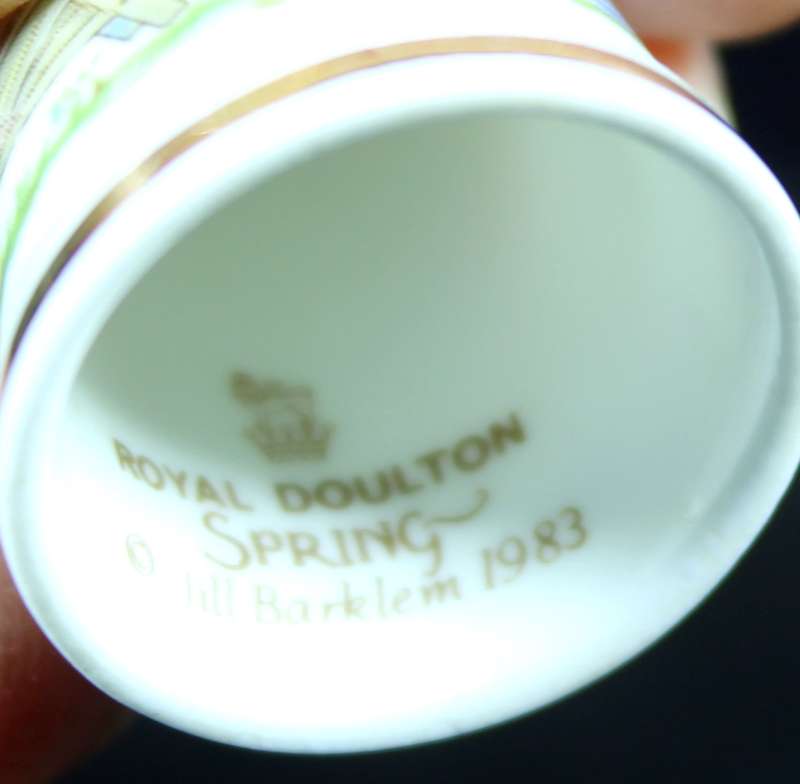 ROYAL DOULTON
SPRING
© Jill Barklem 1983